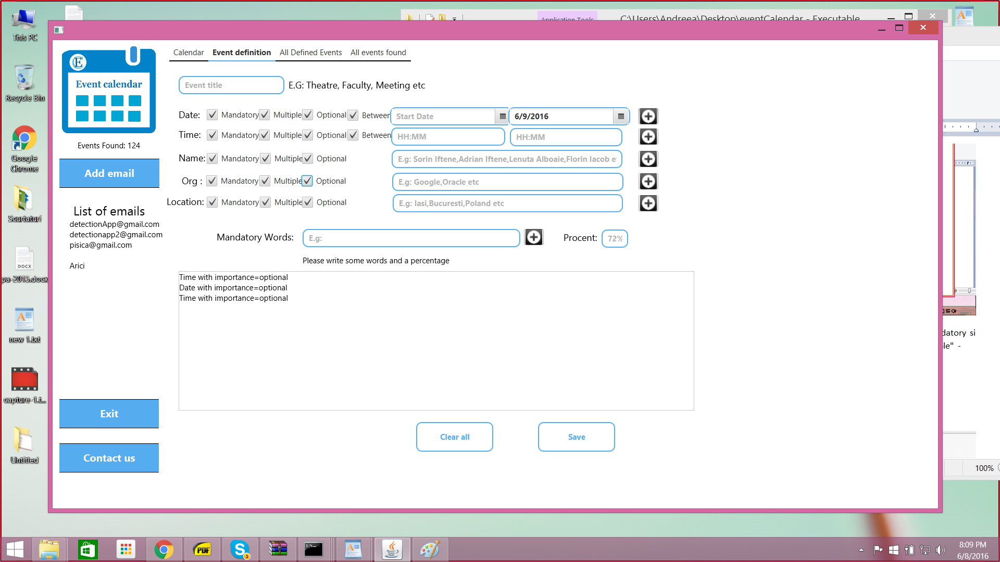 This PC
Recycle Bin
Google
Chrome
Scurtaturi
DOCX
pa-2015.docx
new 1.txt
capture-1.t...
Untitled
Application Tools
C:\Users\Andreea\Desktop\eventCalendar - Executable
E
Event calendar
Events Found: 124
Add email
List of emails
detectionApp@gmail.com
detectionapp2@gmail.com
pisica@gmail.com
Arici
Exit
Contact us
Calendar Event definition All Defined Events All events found
Event title E.G: Theatre, Faculty, Meeting etc
Date: Mandatory Multiple Optional Between Start Date 6/9/2016
Time: Mandatory Multiple Optional Between HH:MM HH:MM
Name: Mandatory Multiple Optional E.g: Sorin Iftene,Adrian Iftene,Lenuta Alboaie,Florin Iacob e
Org : Mandatory Multiple Optional E.g: Google,Oracle etc
Location: Mandatory Multiple Optional E.g: Iasi,Bucuresti,Poland etc
Mandatory Words: E.g: Procent: 72%
Please write some words and a percentage
Time with importance=optional
Date with importance=optional
Time with importance=optional
Clear all Save
datory si
le" -
100%
PDF
8:09 PM
6/8/2016